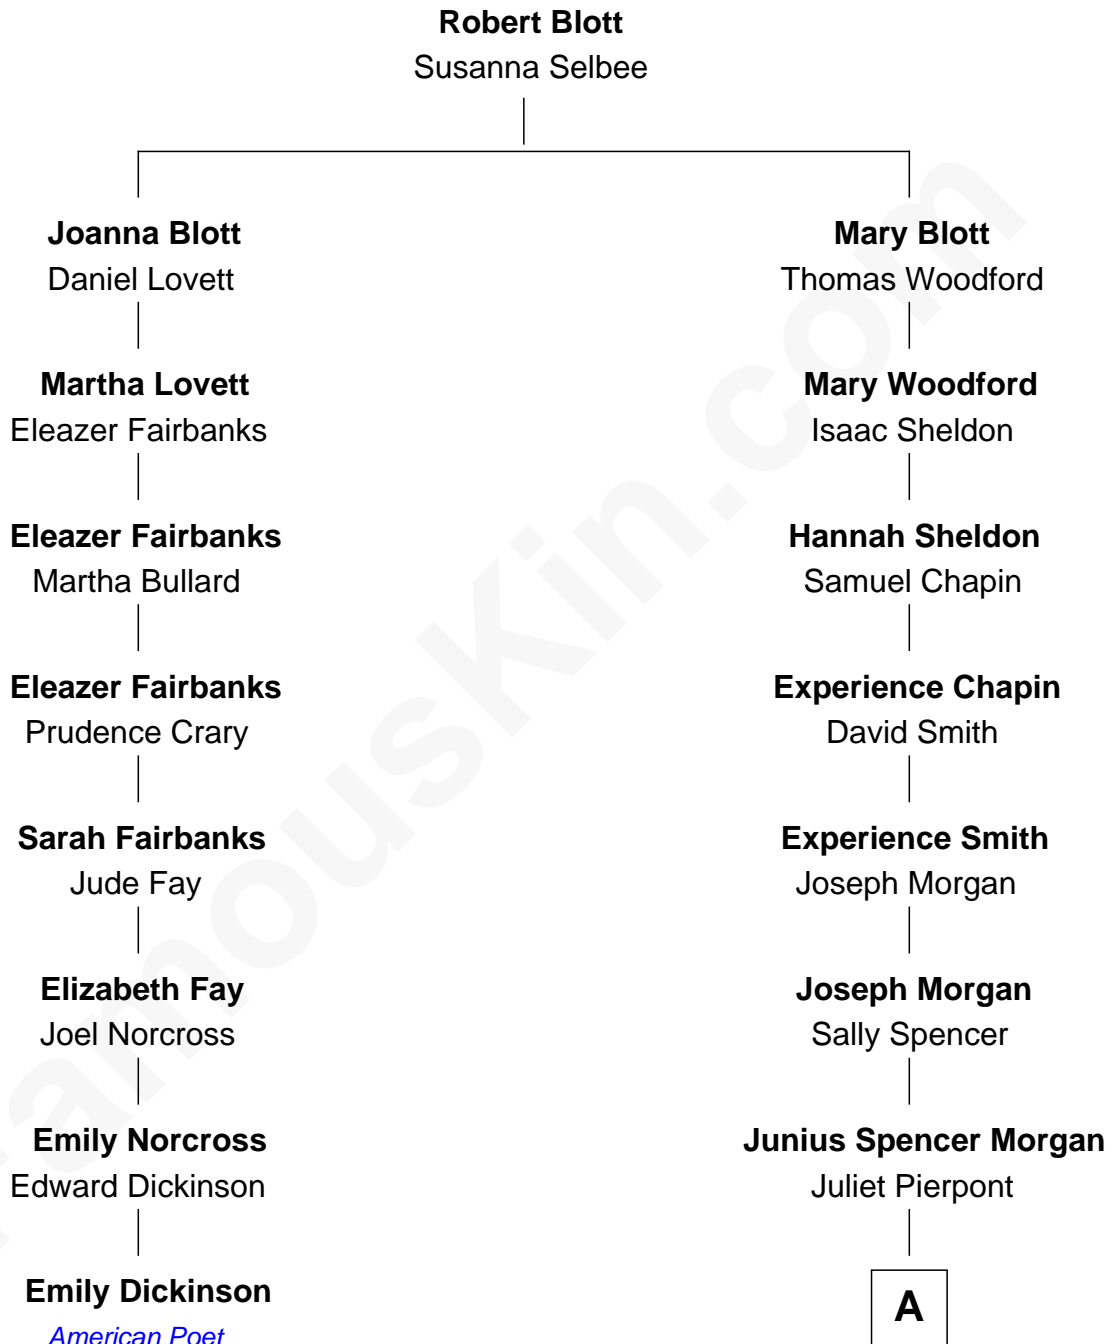 Robert Blott
Susanna Selbee
Joanna Blott
Daniel Lovett
Mary Blott
Thomas Woodford
Martha Lovett
Eleazer Fairbanks
Mary Woodford
Isaac Sheldon
Eleazer Fairbanks
Martha Bullard
Hannah Sheldon
Samuel Chapin
Eleazer Fairbanks
Prudence Crary
Experience Chapin
David Smith
Sarah Fairbanks
Jude Fay
Experience Smith
Joseph Morgan
Elizabeth Fay
Joel Norcross
Joseph Morgan
Sally Spencer
Emily Norcross
Edward Dickinson
Junius Spencer Morgan
Juliet Pierpont
Emily Dickinson
American Poet
A
FamousKin.com